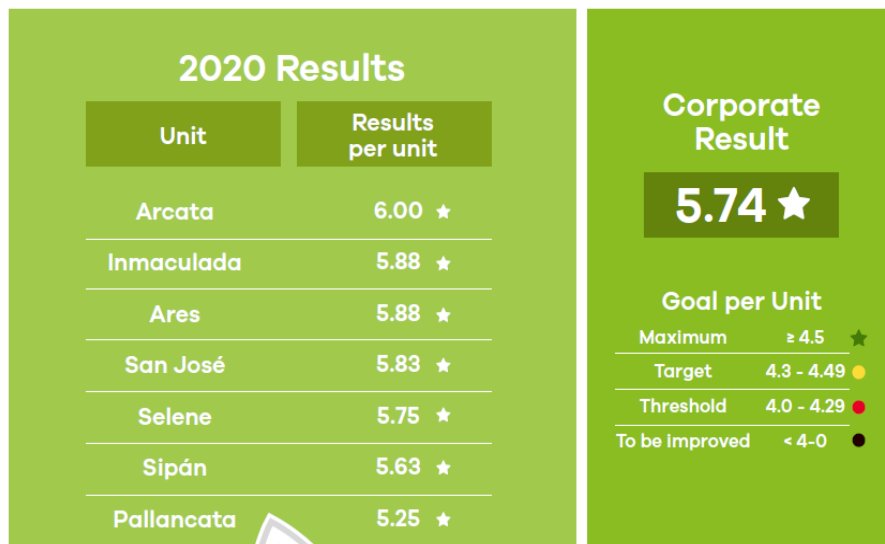 2020 Results
Unit Results per unit
Arcata 6.00
Inmaculada 5.88
Ares 5.88
San José 5.83
Selene 5.75
Sipán 5.63
Pallancata 5.25
Corporate
Result
5.74
Goal per Unit
Maximum ≥ 4.5
Target 4.3 - 4.49
Threshold 4.0 - 4.29
To be improved < 4-0